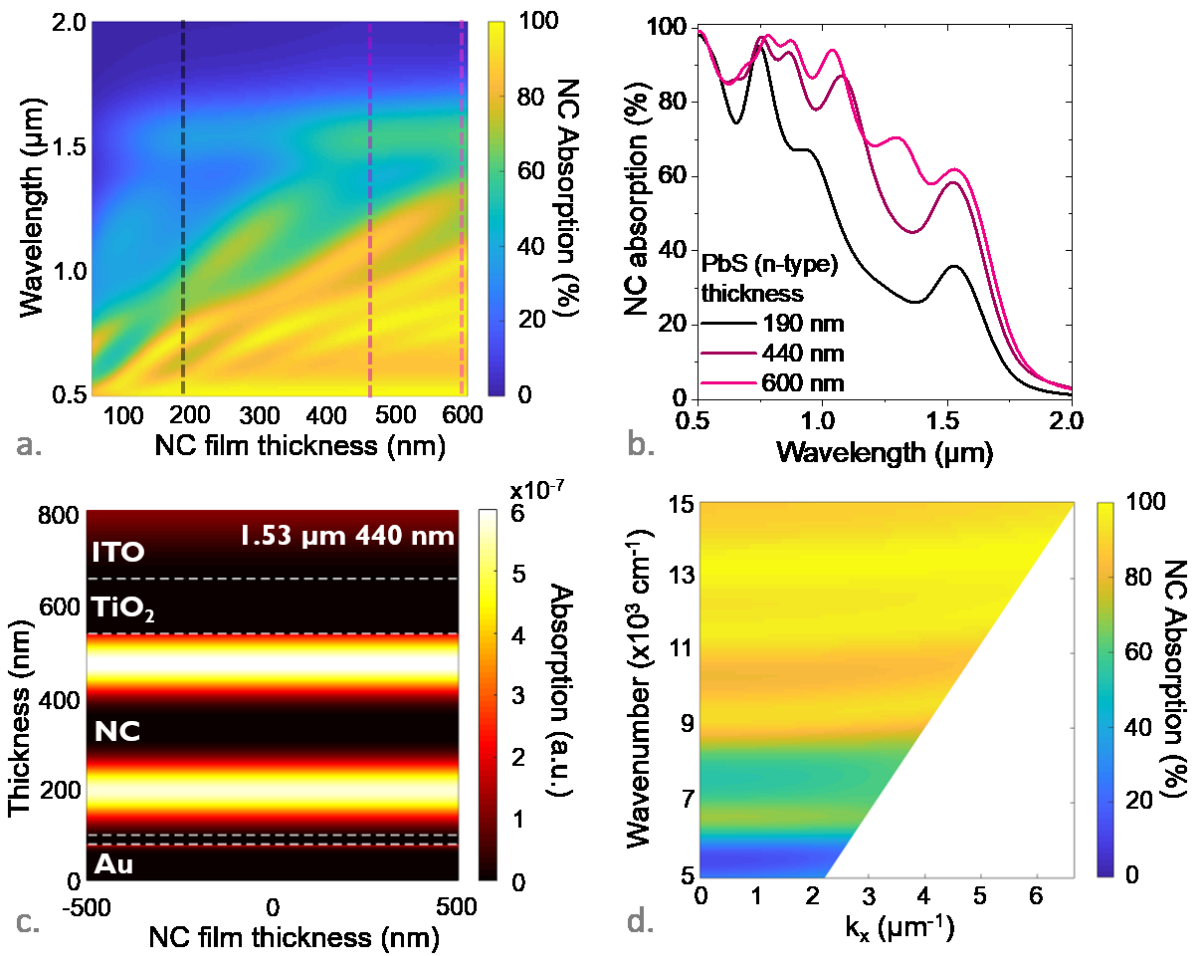 2.0
1.5
1.0
0.5
Wavelength (µm)
100 200 300 400 500 600
NC film thickness (nm)
100
80
60
40
20
0
NC Absorption (%)
a.
100
80
60
40
20
0
NC absorption (%)
PbS (n-type)
thickness
190 nm
440 nm
600 nm
0.5 1.0 1.5 2.0
Wavelength (µm)
b.
800
600
400
200
0
Thickness (nm)
1.53 µm 440 nm
ITO
TiO₂
NC
Au
-500 0 500
NC film thickness (nm)
x10⁻⁷
6
5
4
3
2
1
0
Absorption (a.u.)
c.
15
13
11
9
7
5
Wavenumber (x10³ cm⁻¹)
0 1 2 3 4 5 6
kₓ (µm⁻¹)
100
80
60
40
20
0
NC Absorption (%)
d.